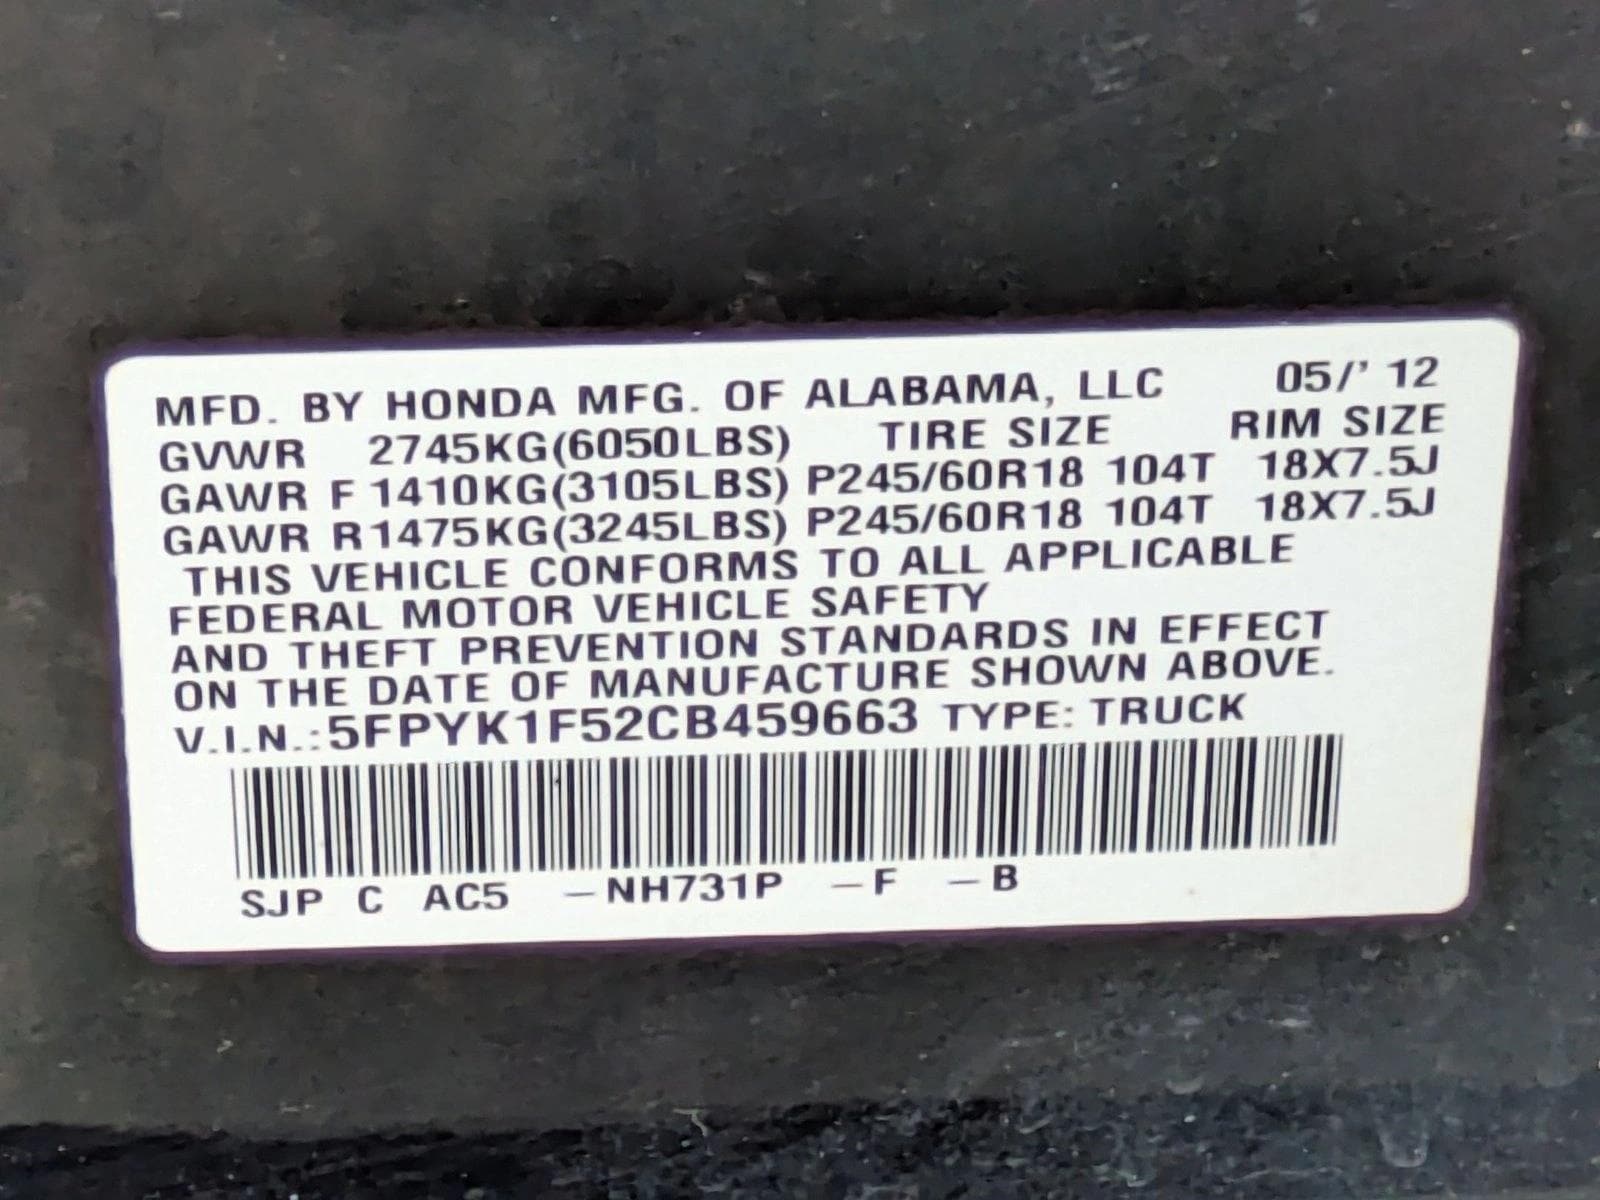 MFD. BY HONDA MFG. OF ALABAMA, LLC 05/' 12
GVWR 2745KG(6050LBS) TIRE SIZE RIM SIZE
GAWR F 1410KG(3105LBS) P245/60R18 104T 18X7.5J
GAWR R 1475KG(3245LBS) P245/60R18 104T 18X7.5J
THIS VEHICLE CONFORMS TO ALL APPLICABLE
FEDERAL MOTOR VEHICLE SAFETY
AND THEFT PREVENTION STANDARDS IN EFFECT
ON THE DATE OF MANUFACTURE SHOWN ABOVE.
V.I.N.: 5FPYK1F52CB459663 TYPE: TRUCK
SJP C AC5 – NH731P – F – B